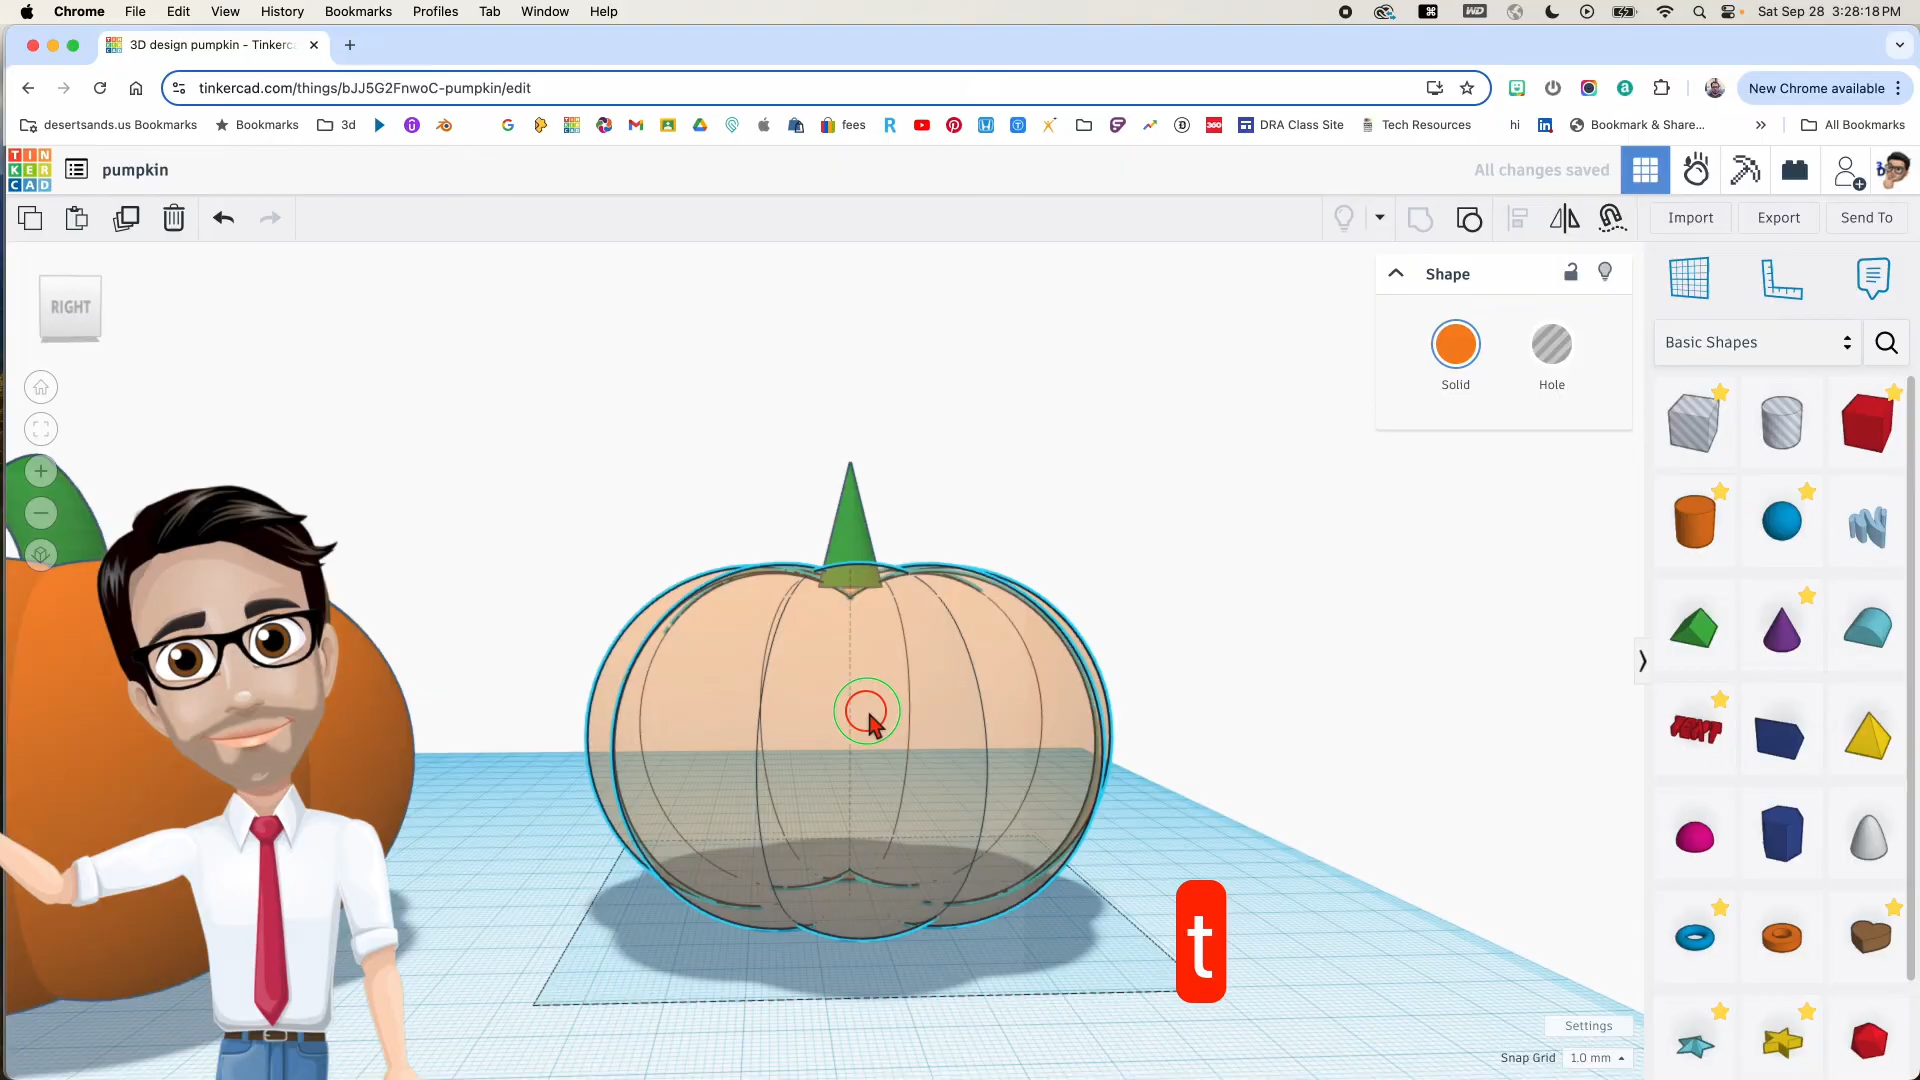 Chrome File Edit View History Bookmarks Profiles Tab Window Help
WD
Sat Sep 28 3:28:18 PM
3D design pumpkin - Tinkerc
tinkercad.com/things/bJJ5G2FnwoC-pumpkin/edit
New Chrome available
desertsands.us Bookmarks
Bookmarks
3d
fees
DRA Class Site
Tech Resources
hi
Bookmark & Share...
All Bookmarks
TIN
KER
CAD
pumpkin
All changes saved
Import
Export
Send To
RIGHT
Shape
Solid
Hole
Basic Shapes
TEXT
t
Settings
Snap Grid 1.0 mm